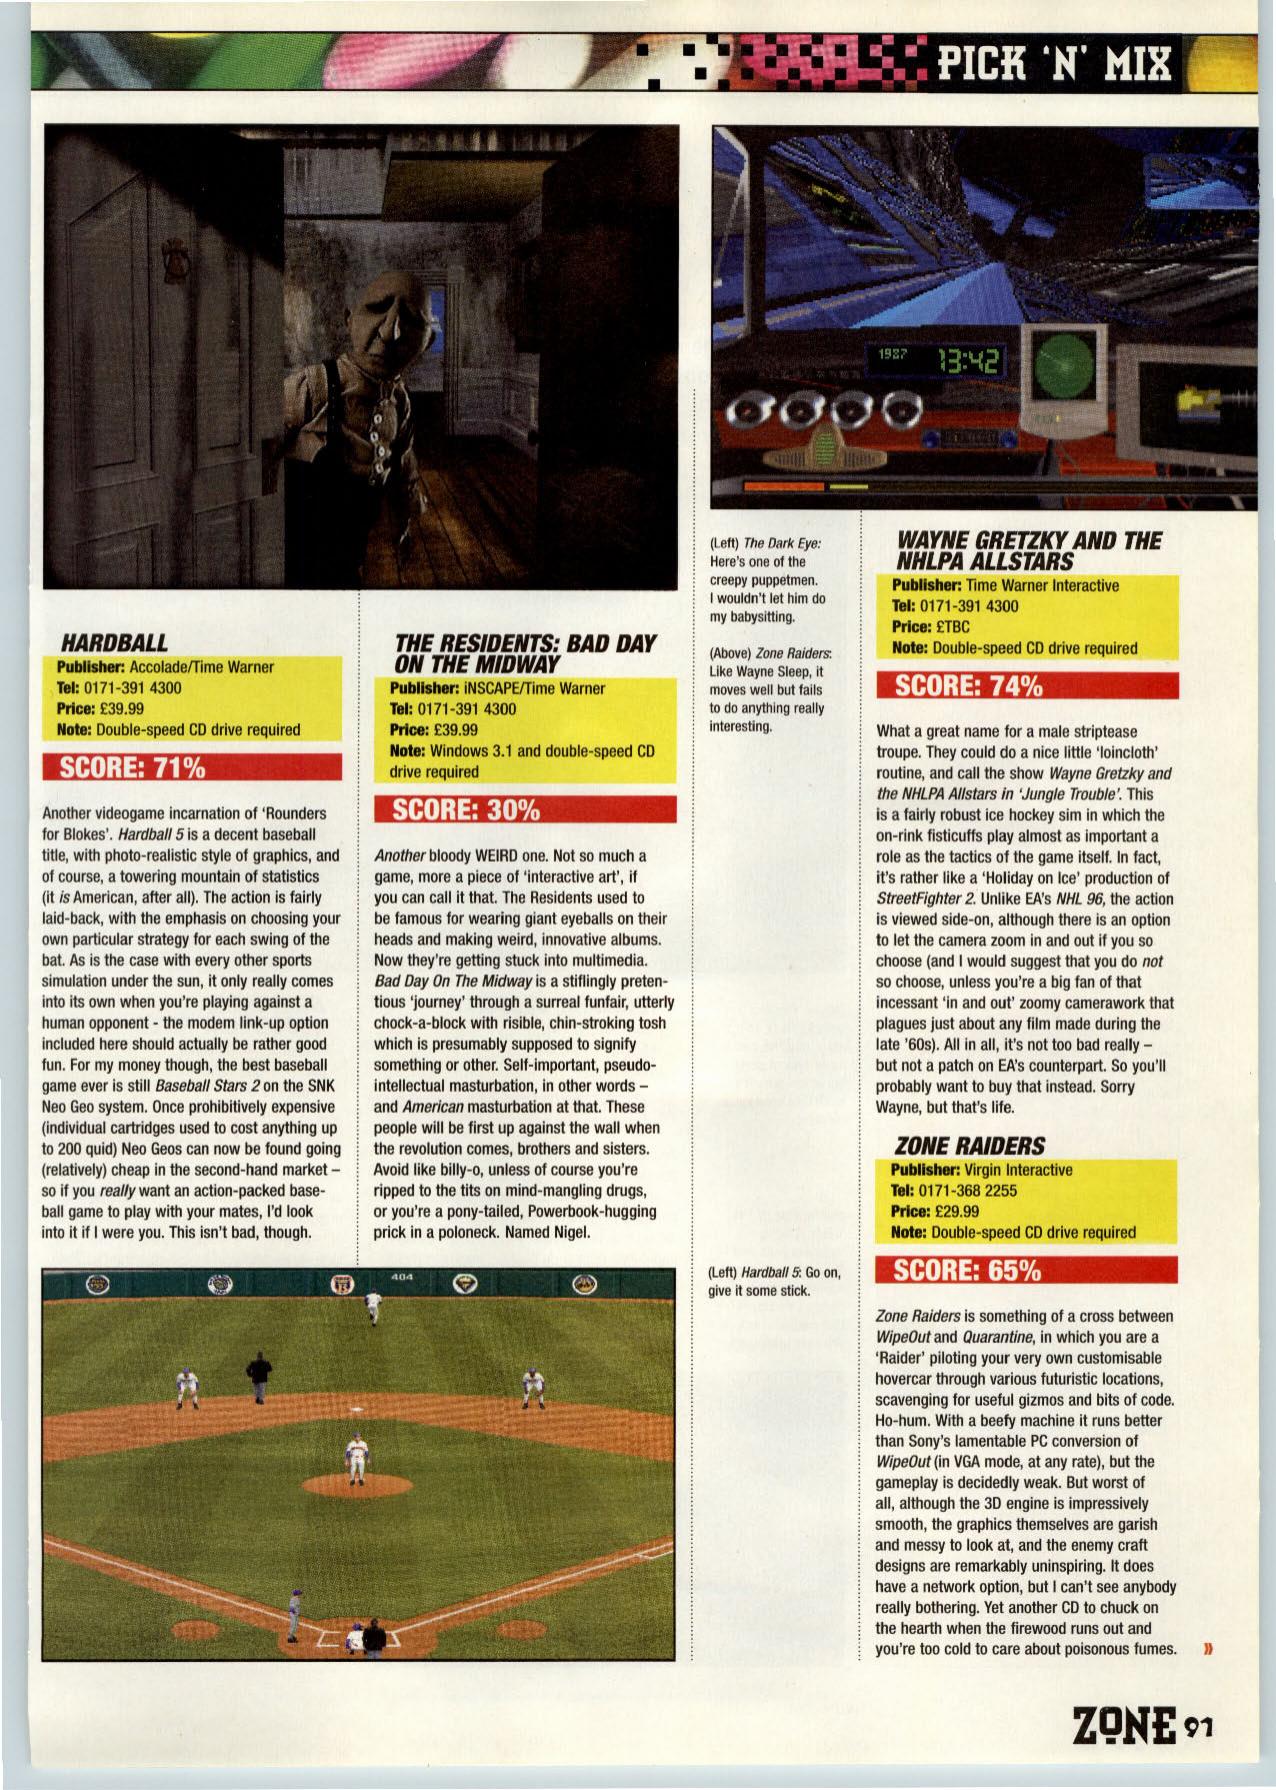 PICK 'N' MIX
1987 13:42
HARDBALL
Publisher: Accolade/Time Warner
Tel: 0171-391 4300
Price: £39.99
Note: Double-speed CD drive required
SCORE: 71%
Another videogame incarnation of 'Rounders
for Blokes'. Hardball 5 is a decent baseball
title, with photo-realistic style of graphics, and
of course, a towering mountain of statistics
(it is American, after all). The action is fairly
laid-back, with the emphasis on choosing your
own particular strategy for each swing of the
bat. As is the case with every other sports
simulation under the sun, it only really comes
into its own when you're playing against a
human opponent - the modem link-up option
included here should actually be rather good
fun. For my money though, the best baseball
game ever is still Baseball Stars 2 on the SNK
Neo Geo system. Once prohibitively expensive
(individual cartridges used to cost anything up
to 200 quid) Neo Geos can now be found going
(relatively) cheap in the second-hand market –
so if you really want an action-packed base-
ball game to play with your mates, I'd look
into it if I were you. This isn't bad, though.
THE RESIDENTS: BAD DAY
ON THE MIDWAY
Publisher: iNSCAPE/Time Warner
Tel: 0171-391 4300
Price: £39.99
Note: Windows 3.1 and double-speed CD
drive required
SCORE: 30%
Another bloody WEIRD one. Not so much a
game, more a piece of 'interactive art', if
you can call it that. The Residents used to
be famous for wearing giant eyeballs on their
heads and making weird, innovative albums.
Now they're getting stuck into multimedia.
Bad Day On The Midway is a stiflingly preten-
tious 'journey' through a surreal funfair, utterly
chock-a-block with risible, chin-stroking tosh
which is presumably supposed to signify
something or other. Self-important, pseudo-
intellectual masturbation, in other words –
and American masturbation at that. These
people will be first up against the wall when
the revolution comes, brothers and sisters.
Avoid like billy-o, unless of course you're
ripped to the tits on mind-mangling drugs,
or you're a pony-tailed, Powerbook-hugging
prick in a poloneck. Named Nigel.
404
(Left) The Dark Eye:
Here's one of the
creepy puppetmen.
I wouldn't let him do
my babysitting.
(Above) Zone Raiders:
Like Wayne Sleep, it
moves well but fails
to do anything really
interesting.
(Left) Hardball 5: Go on,
give it some stick.
WAYNE GRETZKY AND THE
NHLPA ALLSTARS
Publisher: Time Warner Interactive
Tel: 0171-391 4300
Price: £TBC
Note: Double-speed CD drive required
SCORE: 74%
What a great name for a male striptease
troupe. They could do a nice little 'loincloth'
routine, and call the show Wayne Gretzky and
the NHLPA Allstars in 'Jungle Trouble'. This
is a fairly robust ice hockey sim in which the
on-rink fisticuffs play almost as important a
role as the tactics of the game itself. In fact,
it's rather like a 'Holiday on Ice' production of
StreetFighter 2. Unlike EA's NHL 96, the action
is viewed side-on, although there is an option
to let the camera zoom in and out if you so
choose (and I would suggest that you do not
so choose, unless you're a big fan of that
incessant 'in and out' zoomy camerawork that
plagues just about any film made during the
late '60s). All in all, it's not too bad really –
but not a patch on EA's counterpart. So you'll
probably want to buy that instead. Sorry
Wayne, but that's life.
ZONE RAIDERS
Publisher: Virgin Interactive
Tel: 0171-368 2255
Price: £29.99
Note: Double-speed CD drive required
SCORE: 65%
Zone Raiders is something of a cross between
WipeOut and Quarantine, in which you are a
'Raider' piloting your very own customisable
hovercar through various futuristic locations,
scavenging for useful gizmos and bits of code.
Ho-hum. With a beefy machine it runs better
than Sony's lamentable PC conversion of
WipeOut (in VGA mode, at any rate), but the
gameplay is decidedly weak. But worst of
all, although the 3D engine is impressively
smooth, the graphics themselves are garish
and messy to look at, and the enemy craft
designs are remarkably uninspiring. It does
have a network option, but I can't see anybody
really bothering. Yet another CD to chuck on
the hearth when the firewood runs out and
you're too cold to care about poisonous fumes. »
ZONE 91